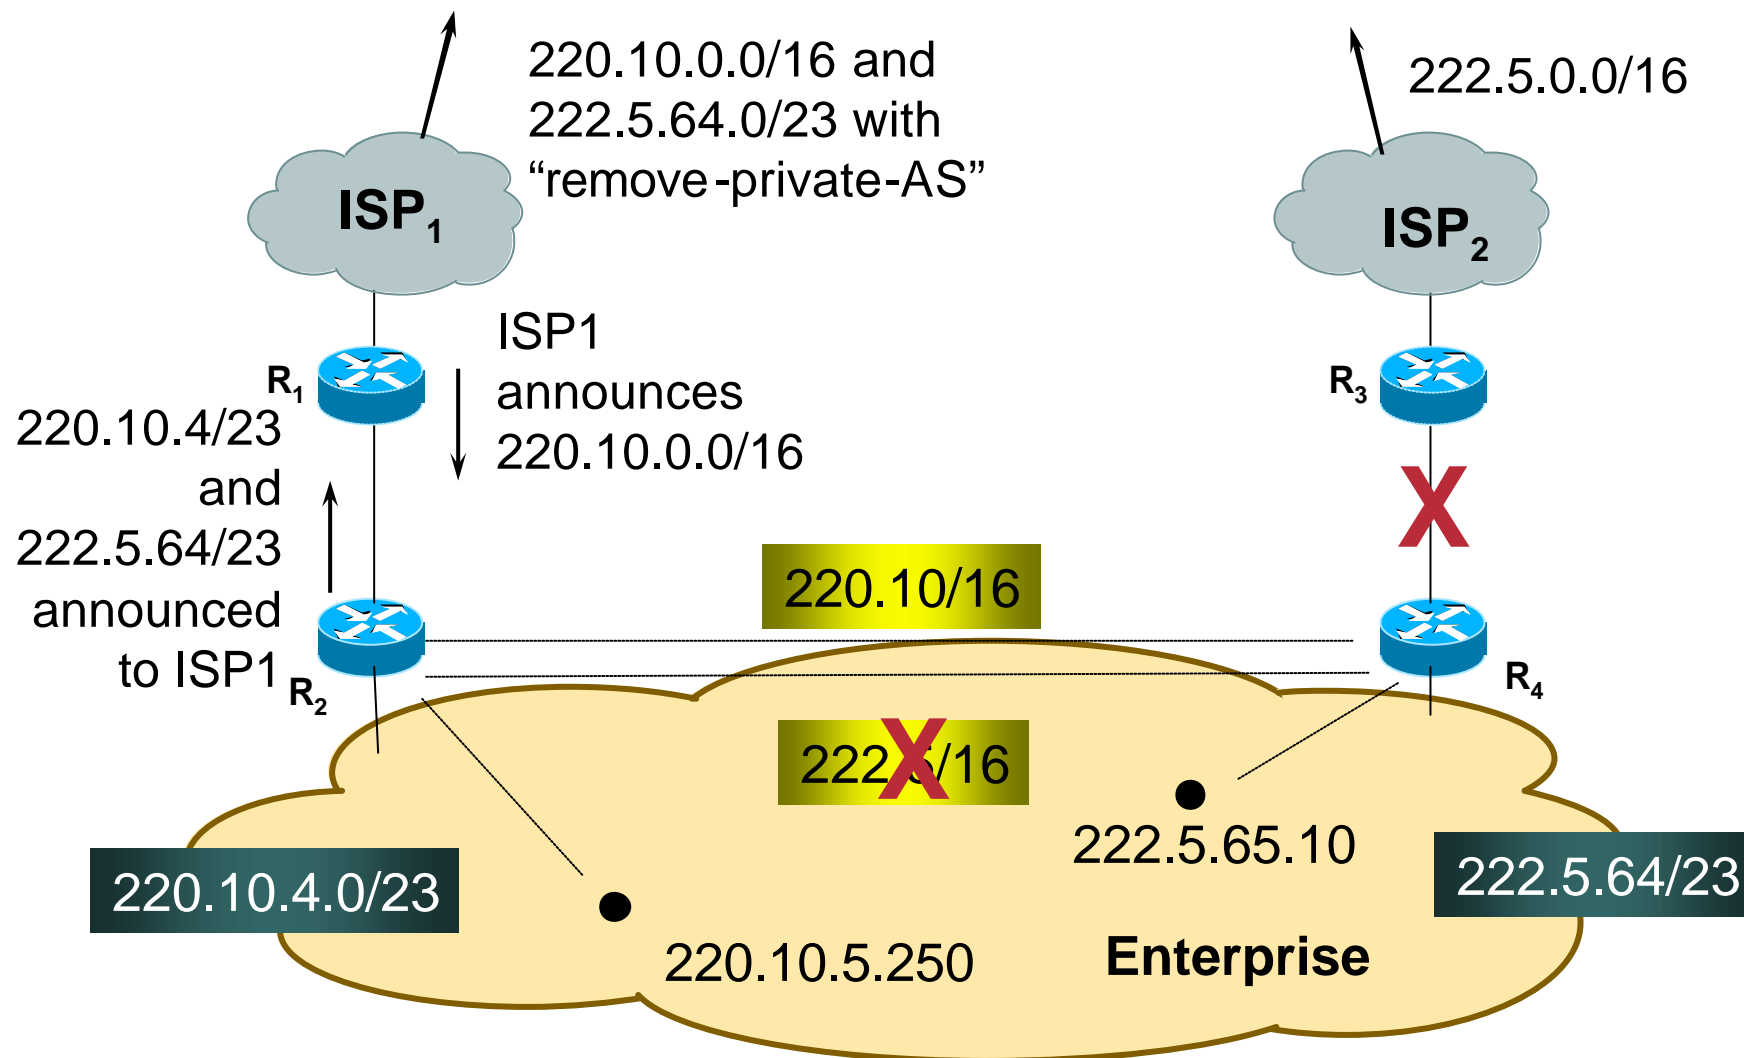 220.10.0.0/16 and
222.5.64.0/23 with
“remove-private-AS”
222.5.0.0/16
ISP1
ISP2
ISP1
announces
220.10.0.0/16
R1
R3
220.10.4/23
and
222.5.64/23
announced
to ISP1
X
220.10/16
R2
R4
222.5/16
X
222.5.65.10
220.10.4.0/23
222.5.64/23
220.10.5.250
Enterprise